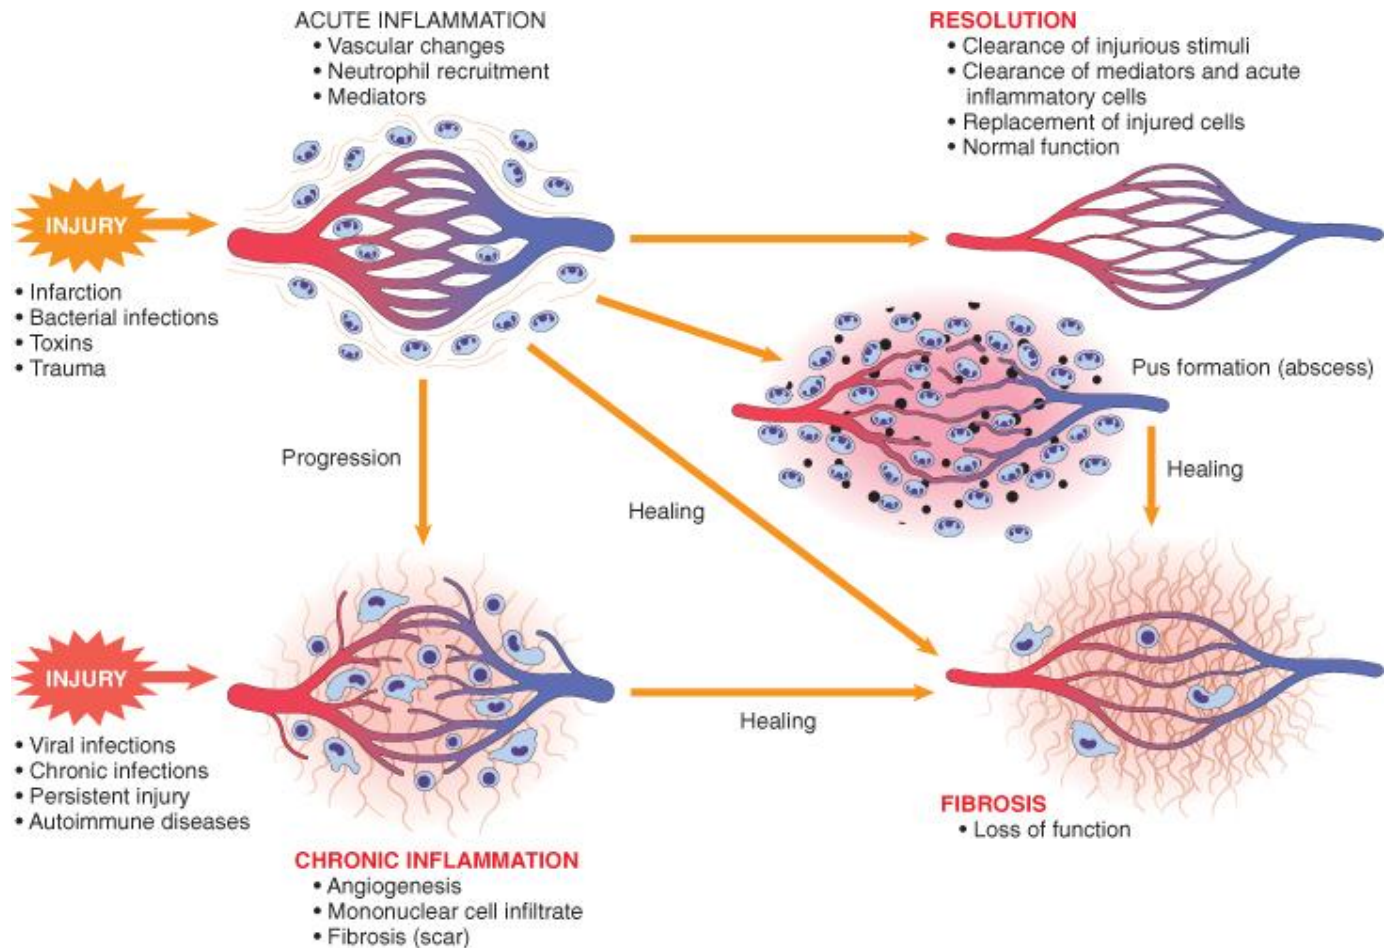 ACUTE INFLAMMATION
• Vascular changes
• Neutrophil recruitment
• Mediators
RESOLUTION
• Clearance of injurious stimuli
• Clearance of mediators and acute
inflammatory cells
• Replacement of injured cells
• Normal function
INJURY
• Infarction
• Bacterial infections
• Toxins
• Trauma
Pus formation (abscess)
Progression
Healing
Healing
INJURY
• Viral infections
• Chronic infections
• Persistent injury
• Autoimmune diseases
Healing
CHRONIC INFLAMMATION
• Angiogenesis
• Mononuclear cell infiltrate
• Fibrosis (scar)
FIBROSIS
• Loss of function